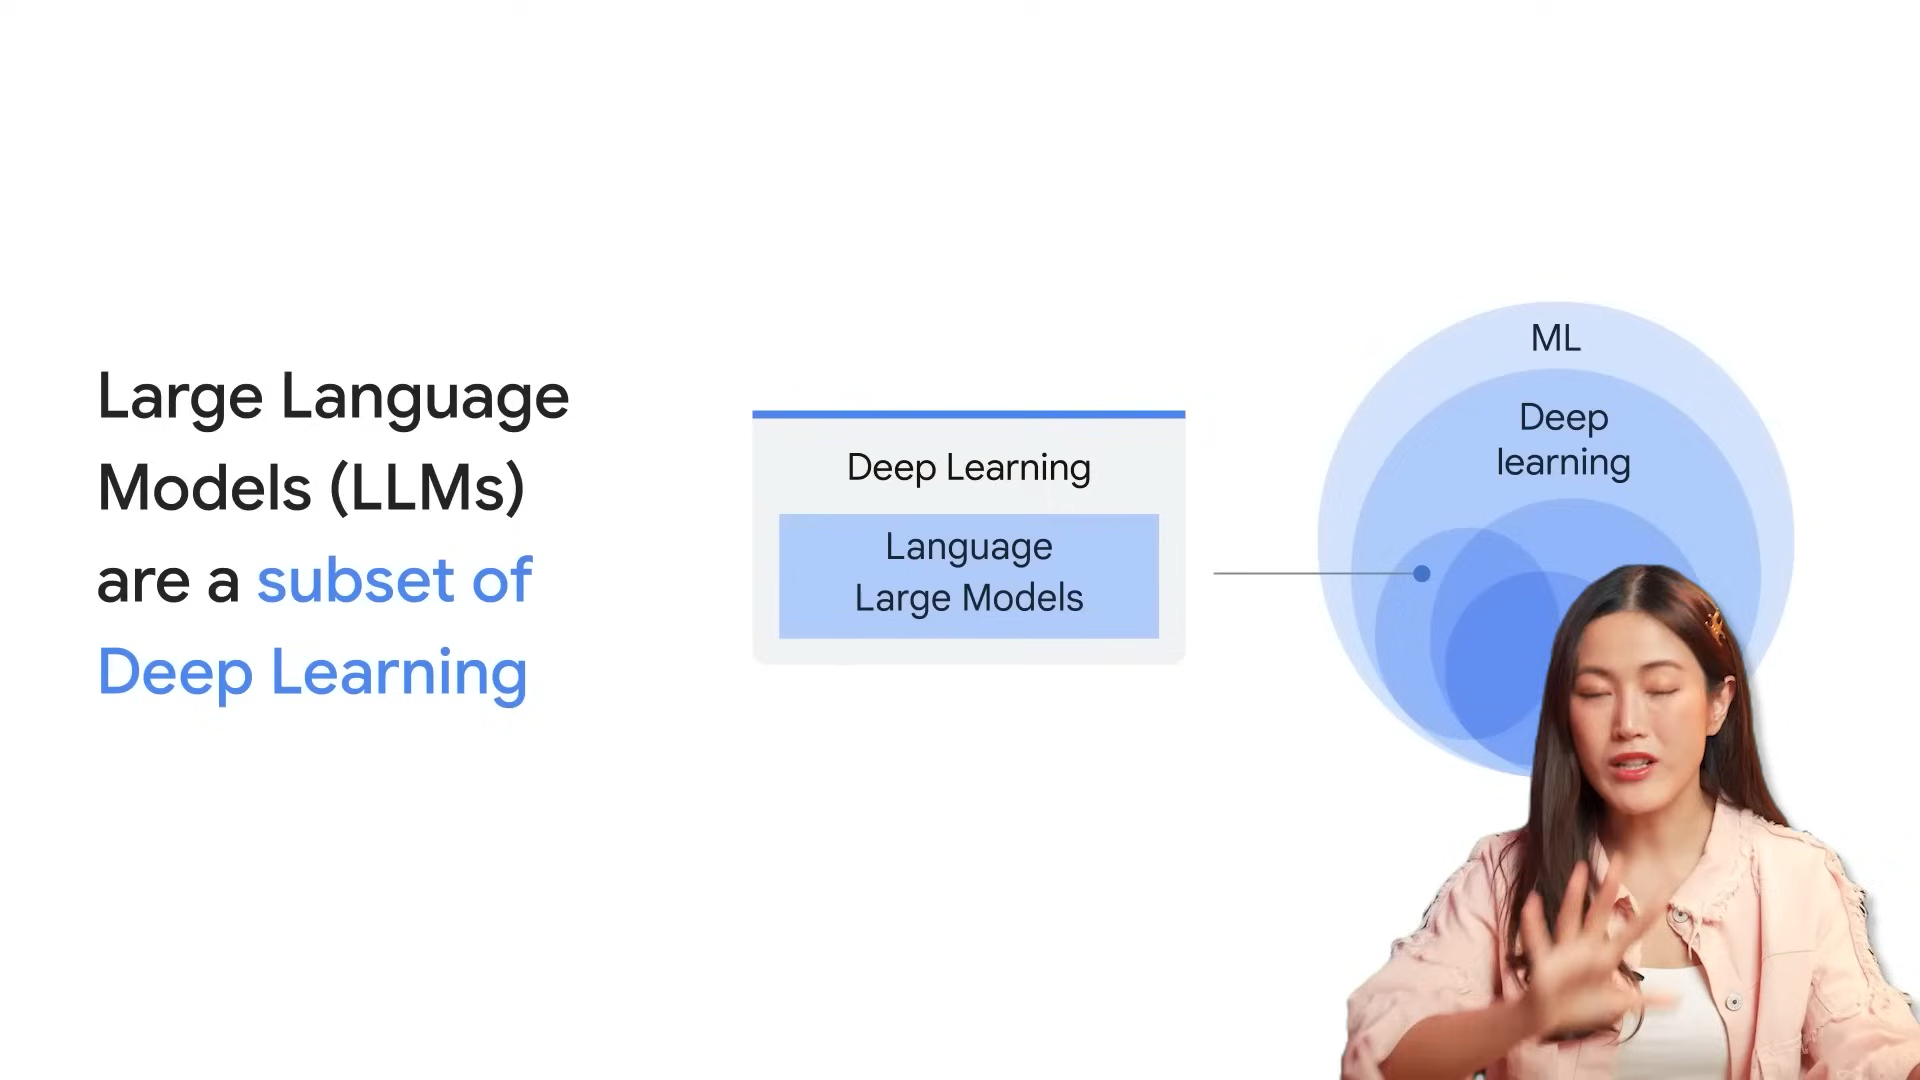 Large Language
Models (LLMs)
are a subset of
Deep Learning
Deep Learning
Language
Large Models
ML
Deep
learning